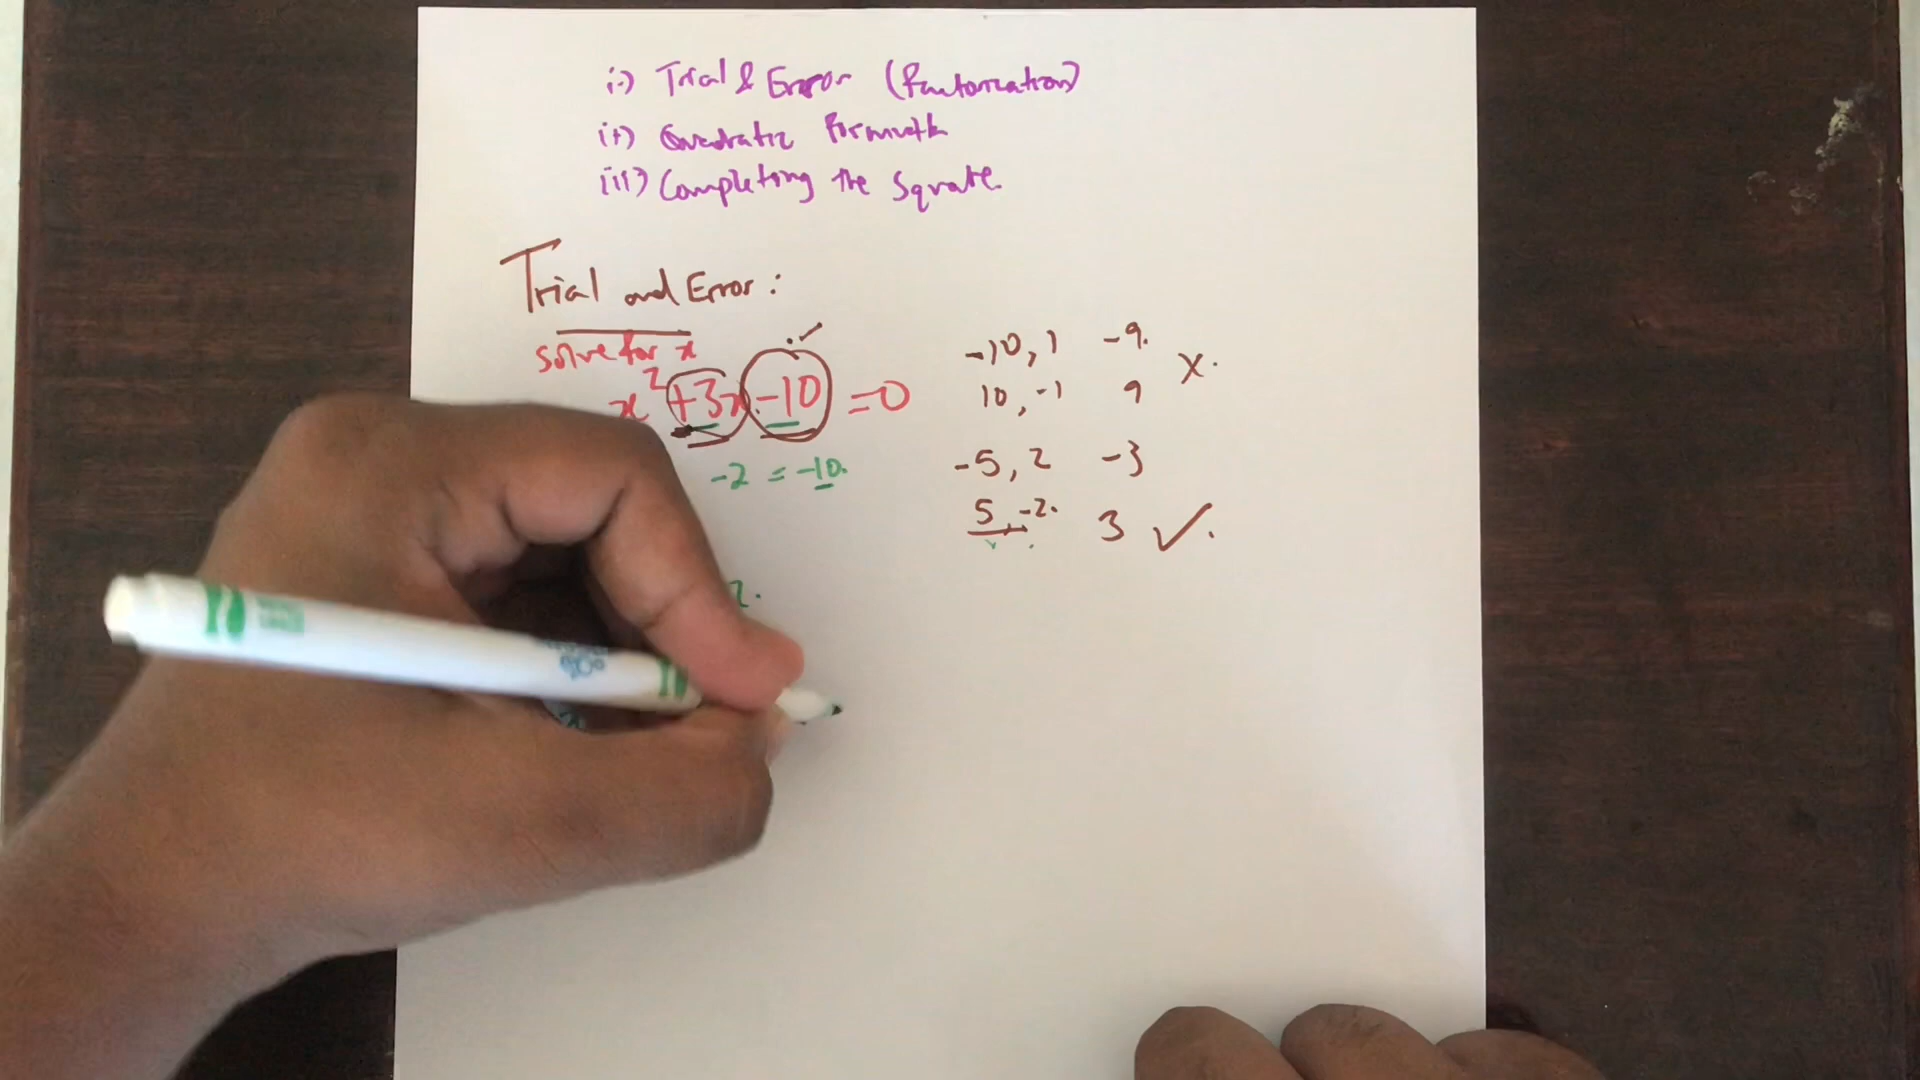 i) Trial & Error (Factorization)
ii) Quadratic Formula
iii) Completing the Square.
Trial and Error:
solve for x
x² +3x -10 =0
-2 = -10.
2.
x
-10, 1 -9.
10, -1 9
x.
-5, 2 -3
5, -2. 3 ✓.